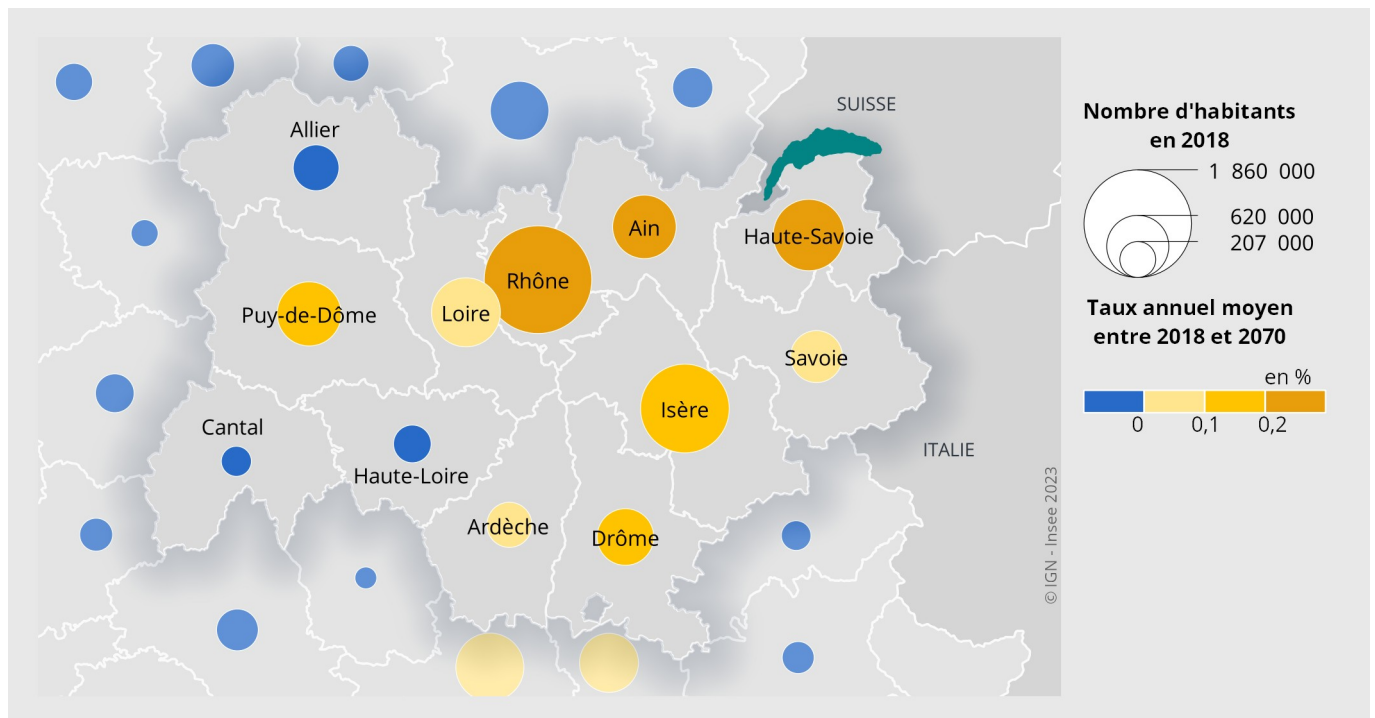 SUISSE
Allier
Ain
Haute-Savoie
Rhône
Puy-de-Dôme
Loire
Savoie
Isère
Cantal
ITALIE
Haute-Loire
Ardèche
Drôme
© IGN - Insee 2023
Nombre d'habitants
en 2018
1 860 000
620 000
207 000
Taux annuel moyen
entre 2018 et 2070
en %
0 0,1 0,2